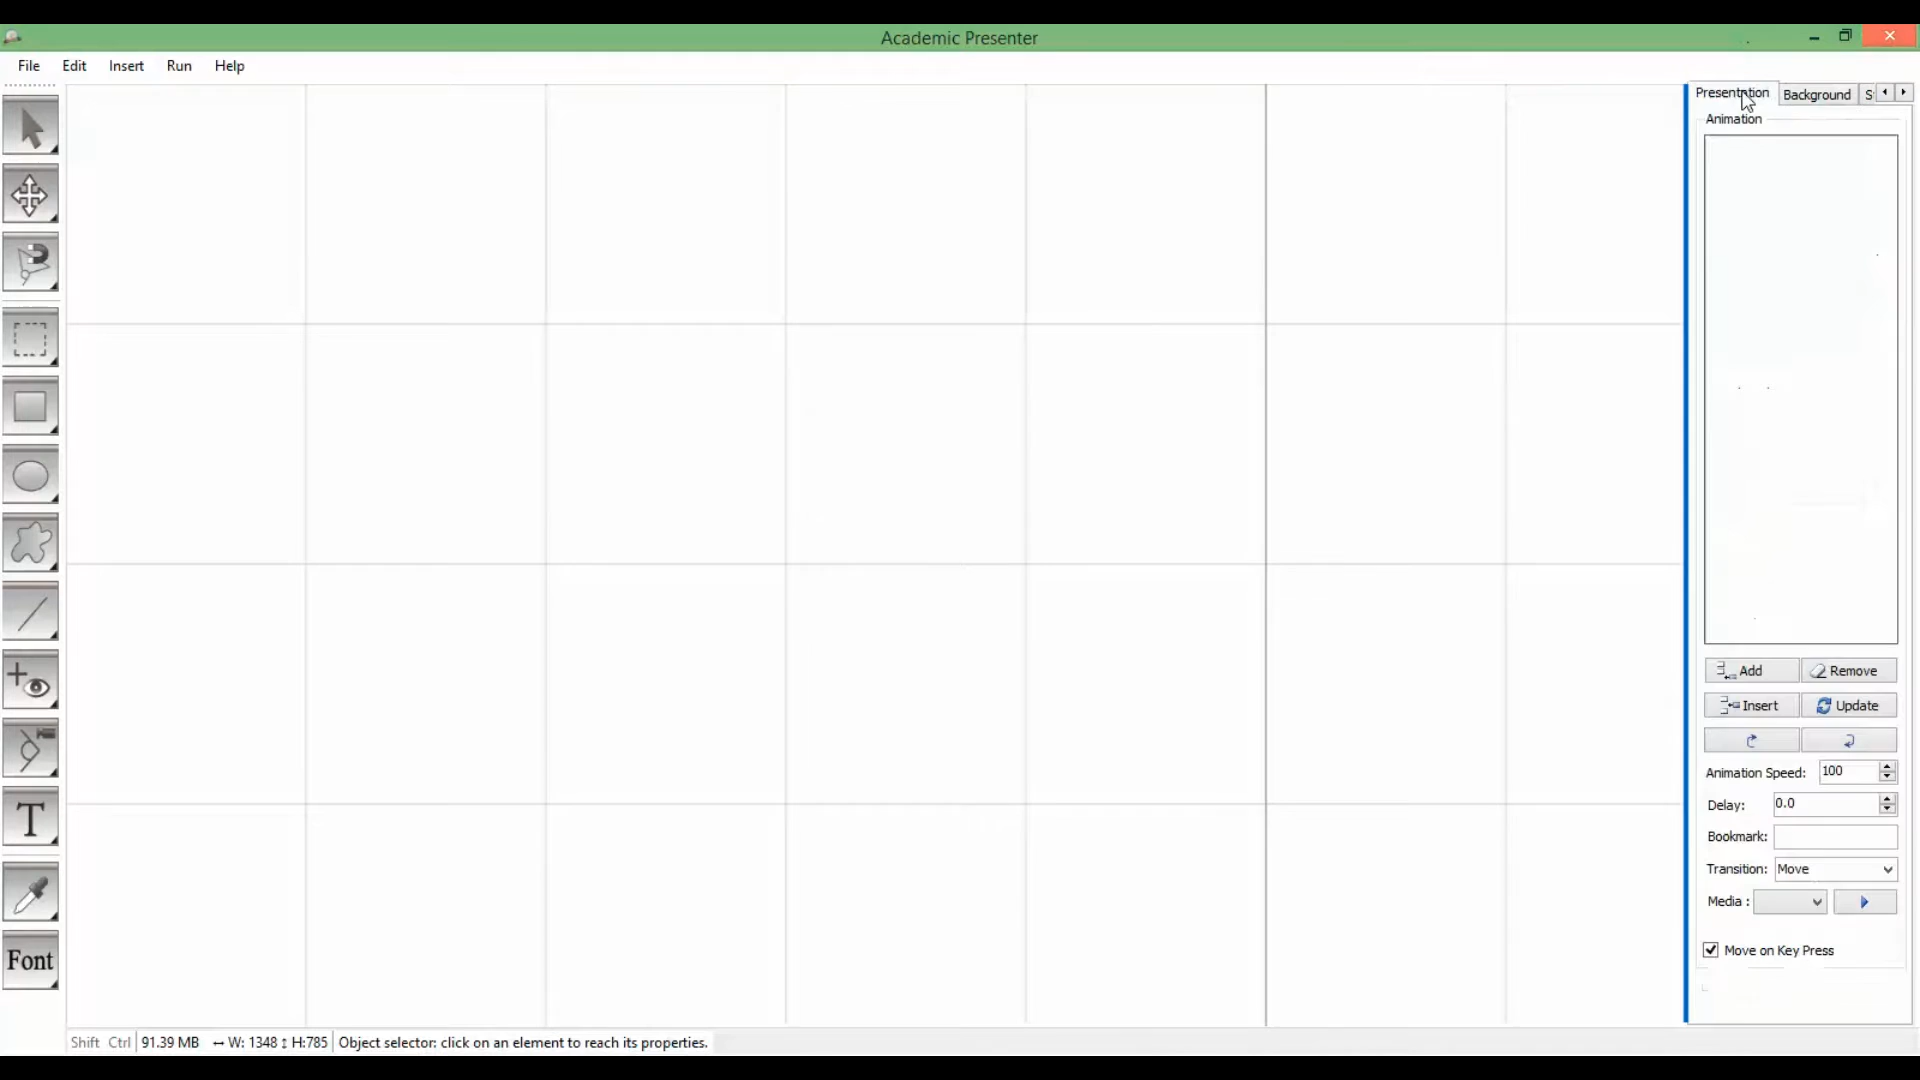 Academic Presenter
File Edit Insert Run Help
Presentation Background S
Animation
Add Remove
Insert Update
Animation Speed: 100
Delay: 0.0
Bookmark:
Transition: Move
Media :
Move on Key Press
T
Font
Shift Ctrl 91.39 MB W: 1348 H:785 Object selector: click on an element to reach its properties.